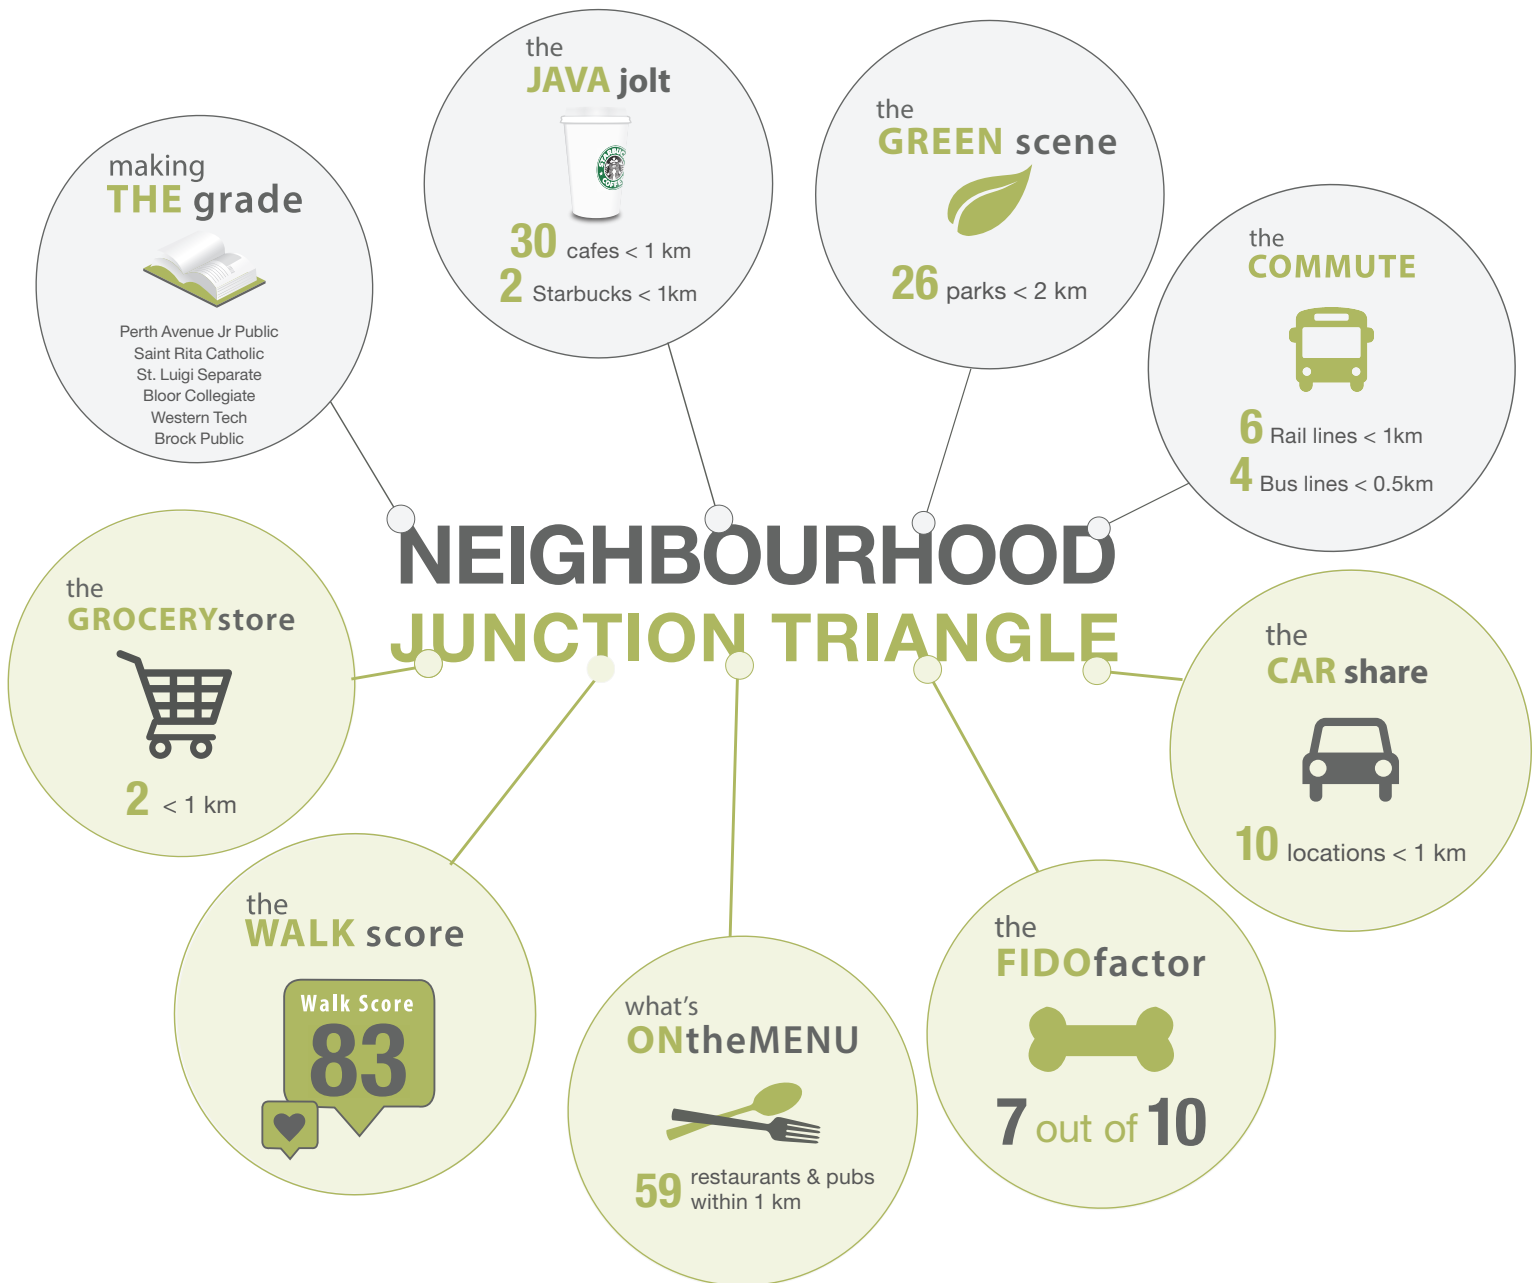 making
THE grade
Perth Avenue Jr Public
Saint Rita Catholic
St. Luigi Separate
Bloor Collegiate
Western Tech
Brock Public
the
JAVA jolt
STARBUC
COFFEE
30 cafes < 1 km
2 Starbucks < 1km
the
GREEN scene
26 parks < 2 km
the
COMMUTE
6 Rail lines < 1km
4 Bus lines < 0.5km
NEIGHBOURHOOD
JUNCTION TRIANGLE
the
GROCERYstore
2 < 1 km
the
WALK score
Walk Score
83
what's
ONtheMENU
59 restaurants & pubs
within 1 km
the
FIDOfactor
7 out of 10
the
CAR share
10 locations < 1 km